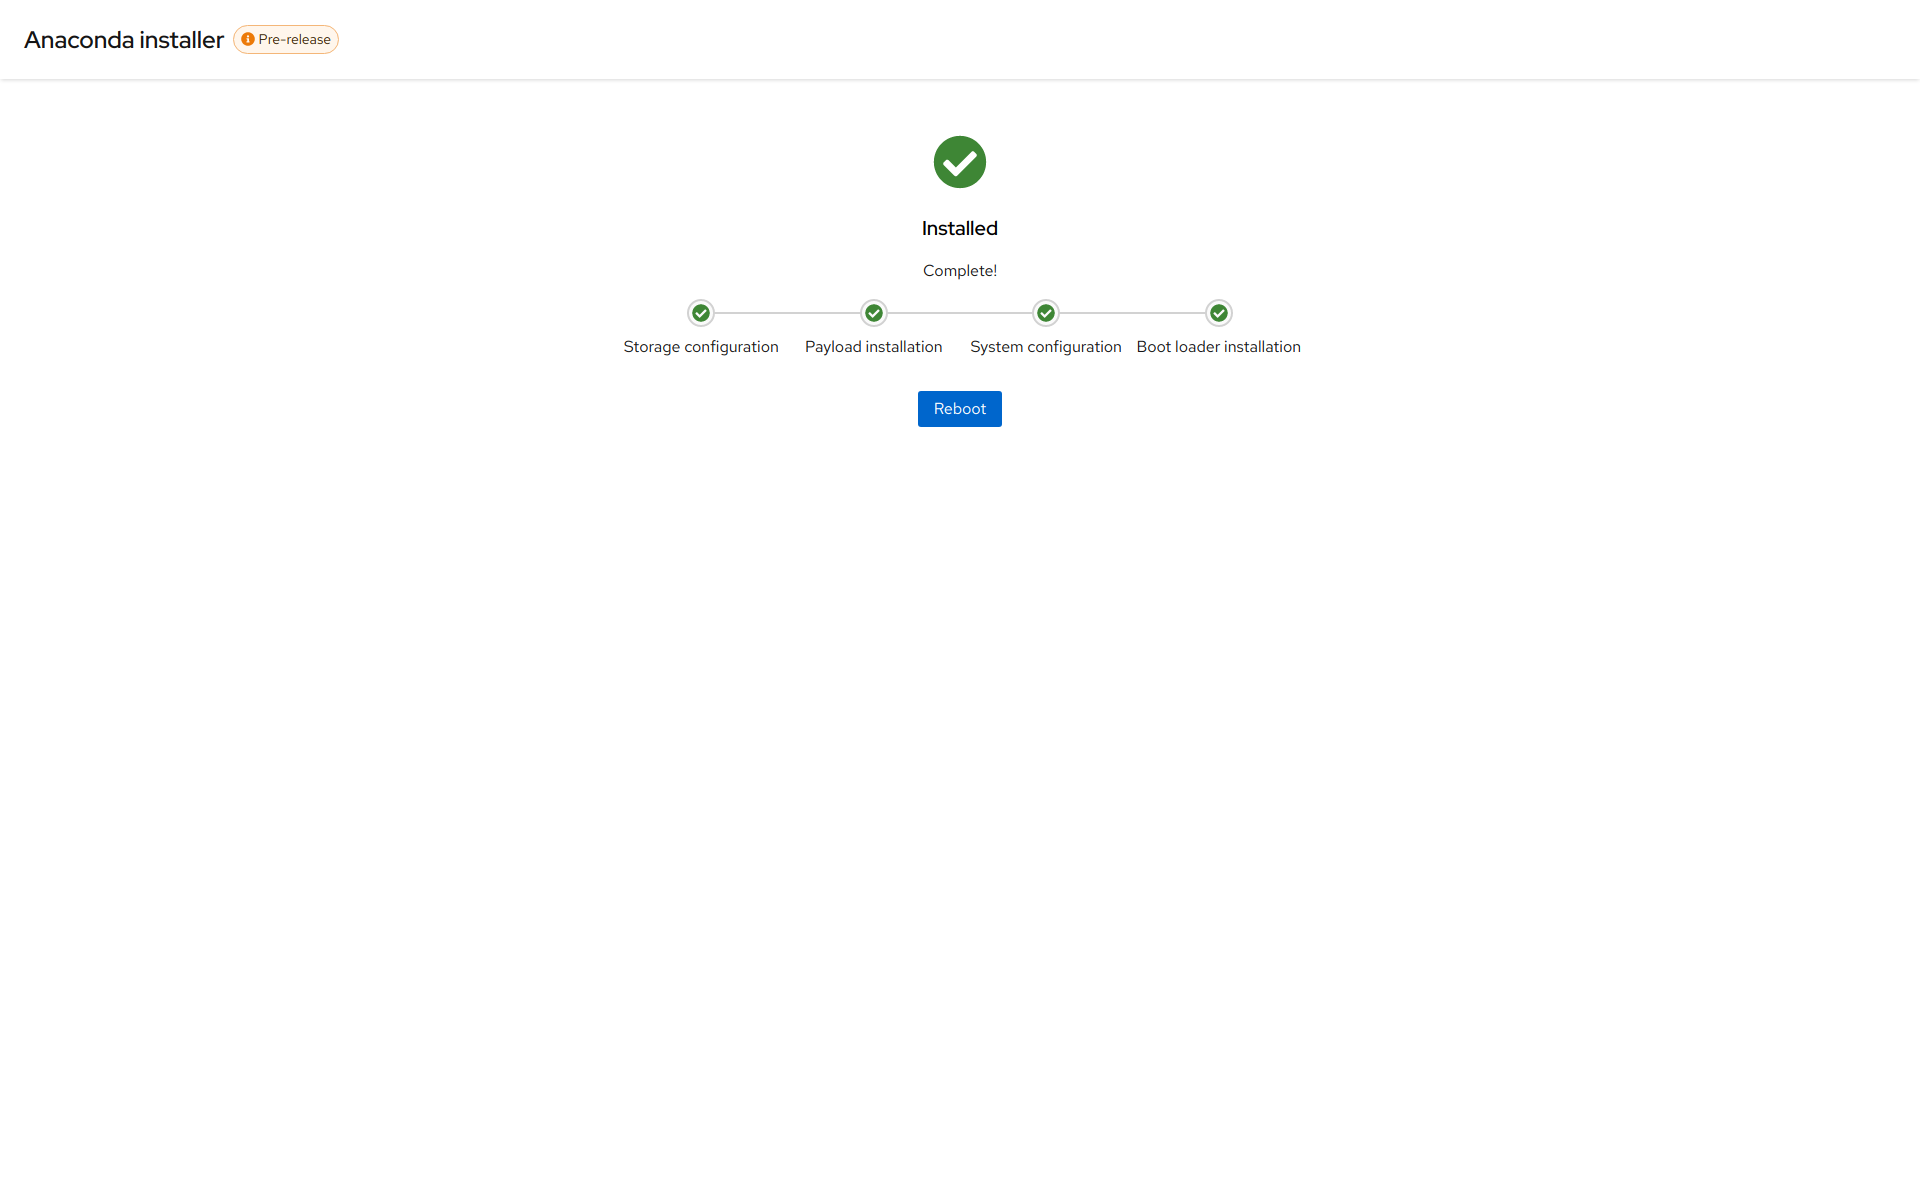 Anaconda installer Pre-release
Installed
Complete!
Storage configuration Payload installation System configuration Boot loader installation
Reboot